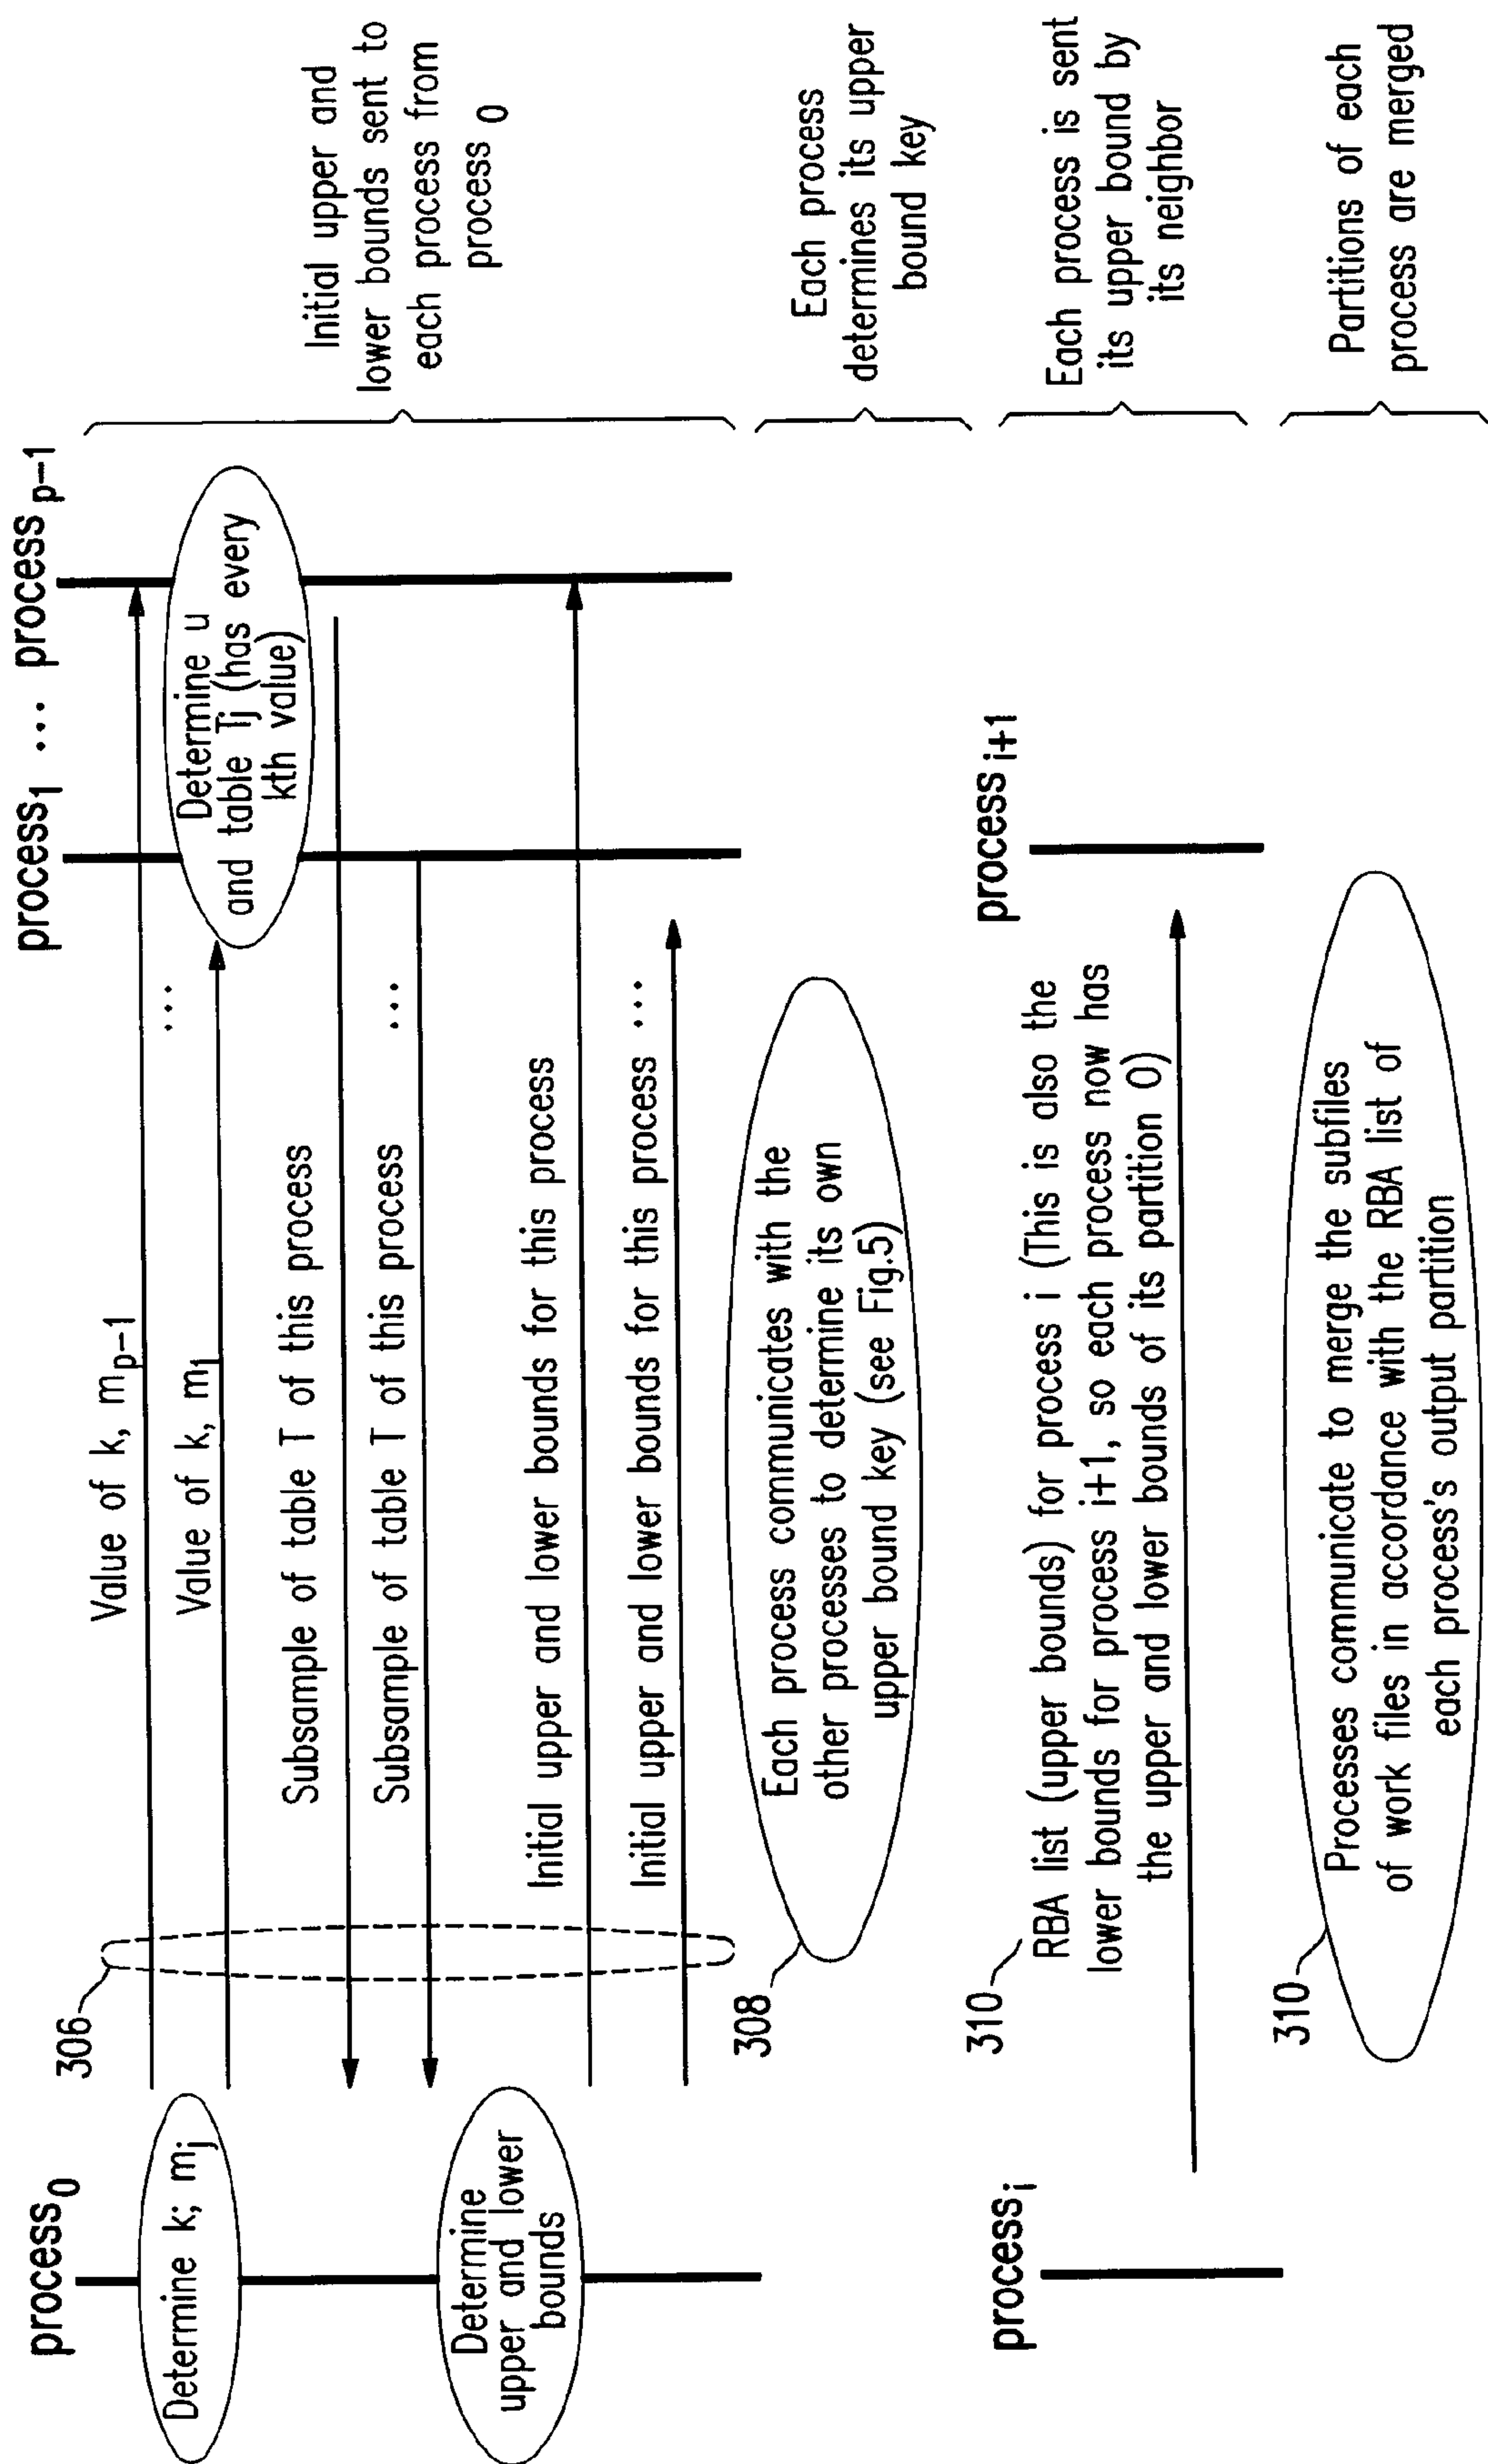 process0
process1 ... processp-1
306
Value of k, mp-1
...
Determine k; mj
Value of k, m1
Determine u
and table Tj (has every
kth value)
Subsample of table T of this process
Subsample of table T of this process ...
Determine
upper and lower
bounds
Initial upper and lower bounds for this process
Initial upper and lower bounds for this process ...
Initial upper and
lower bounds sent to
each process from
process 0
308
Each process communicates with the
other processes to determine its own
upper bound key (see Fig.5)
Each process
determines its upper
bound key
processi
processi+1
310
RBA list (upper bounds) for process i (This is also the
lower bounds for process i+1, so each process now has
the upper and lower bounds of its partition 0)
Each process is sent
its upper bound by
its neighbor
310
Processes communicate to merge the subfiles
of work files in accordance with the RBA list of
each process's output partition
Partitions of each
process are merged